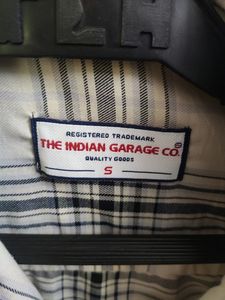 REGISTERED TRADEMARK
THE INDIAN GARAGE CO.®
QUALITY GOODS
S